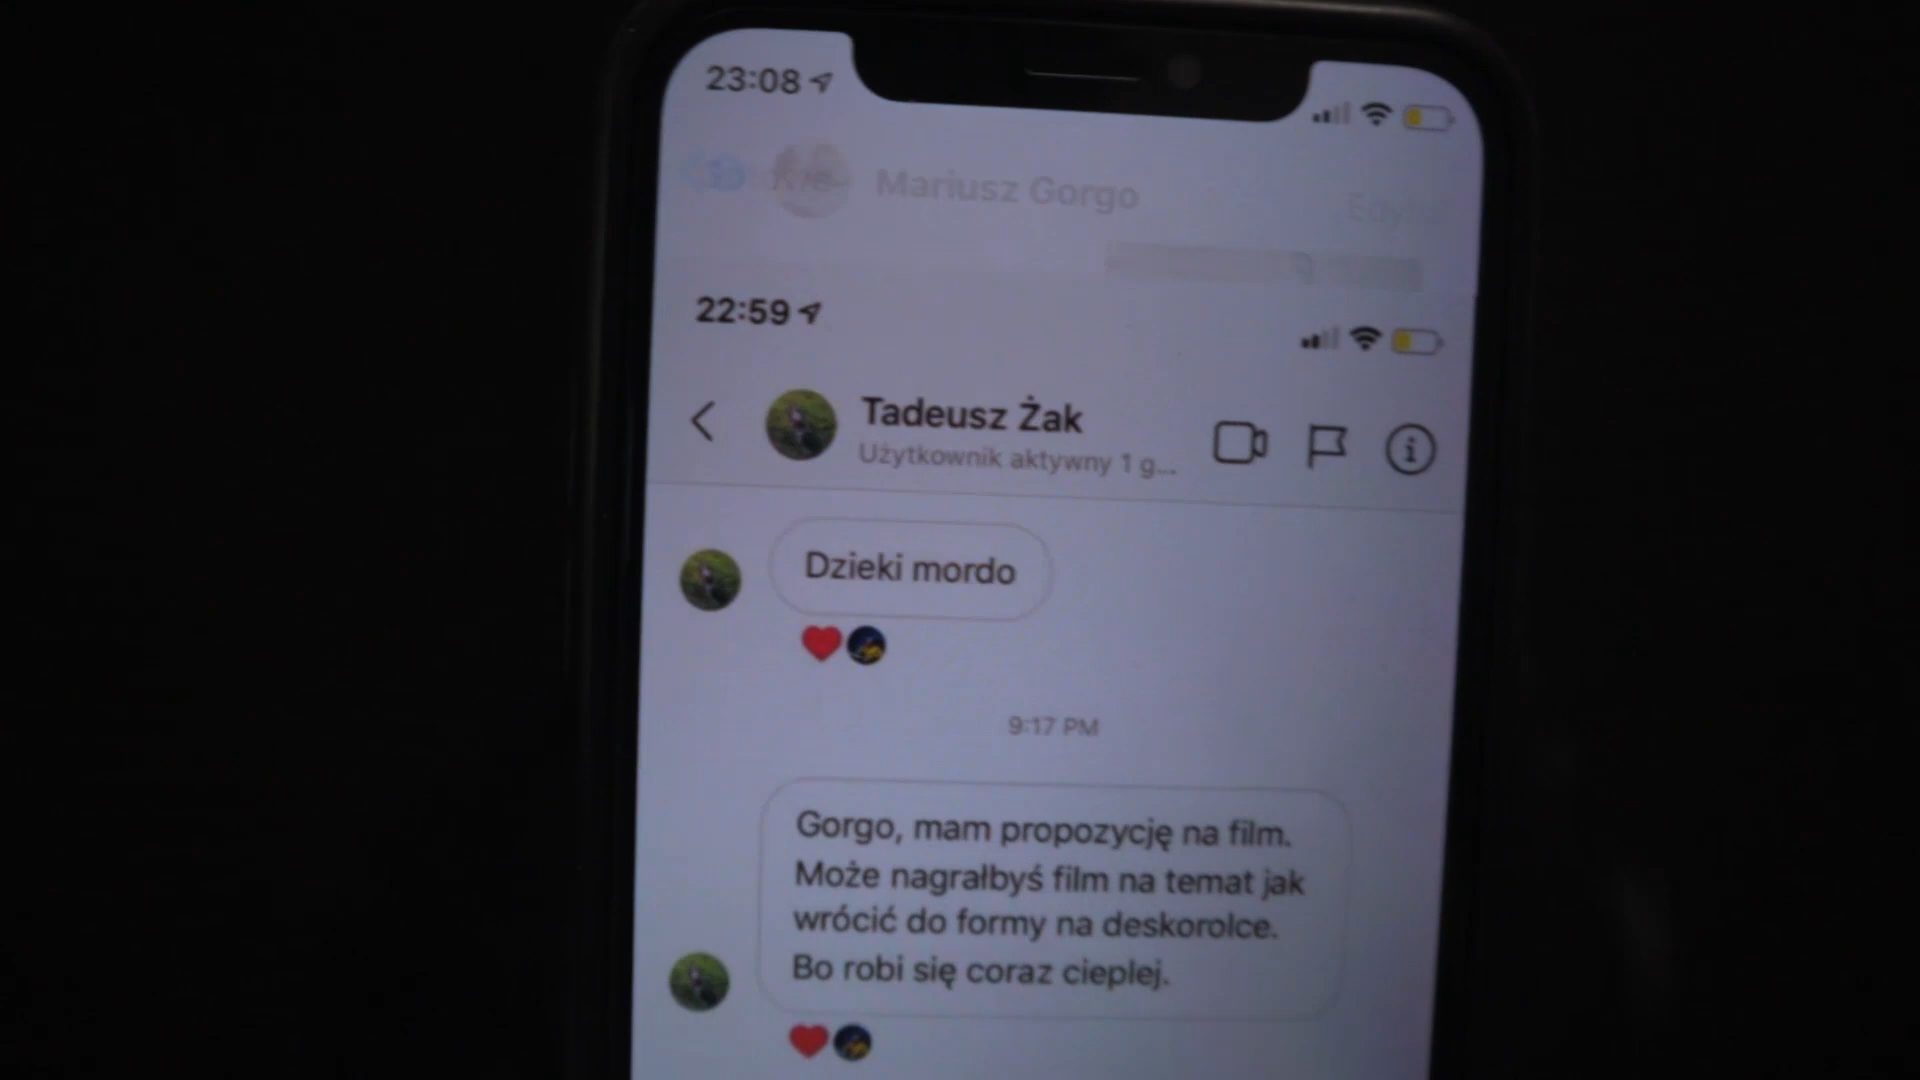 23:08
Mariusz Gorgo
22:59
Tadeusz Żak
Użytkownik aktywny 1 g...
Dzieki mordo
9:17 PM
Gorgo, mam propozycję na film.
Może nagrałbyś film na temat jak
wrócić do formy na deskorolce.
Bo robi się coraz cieplej.